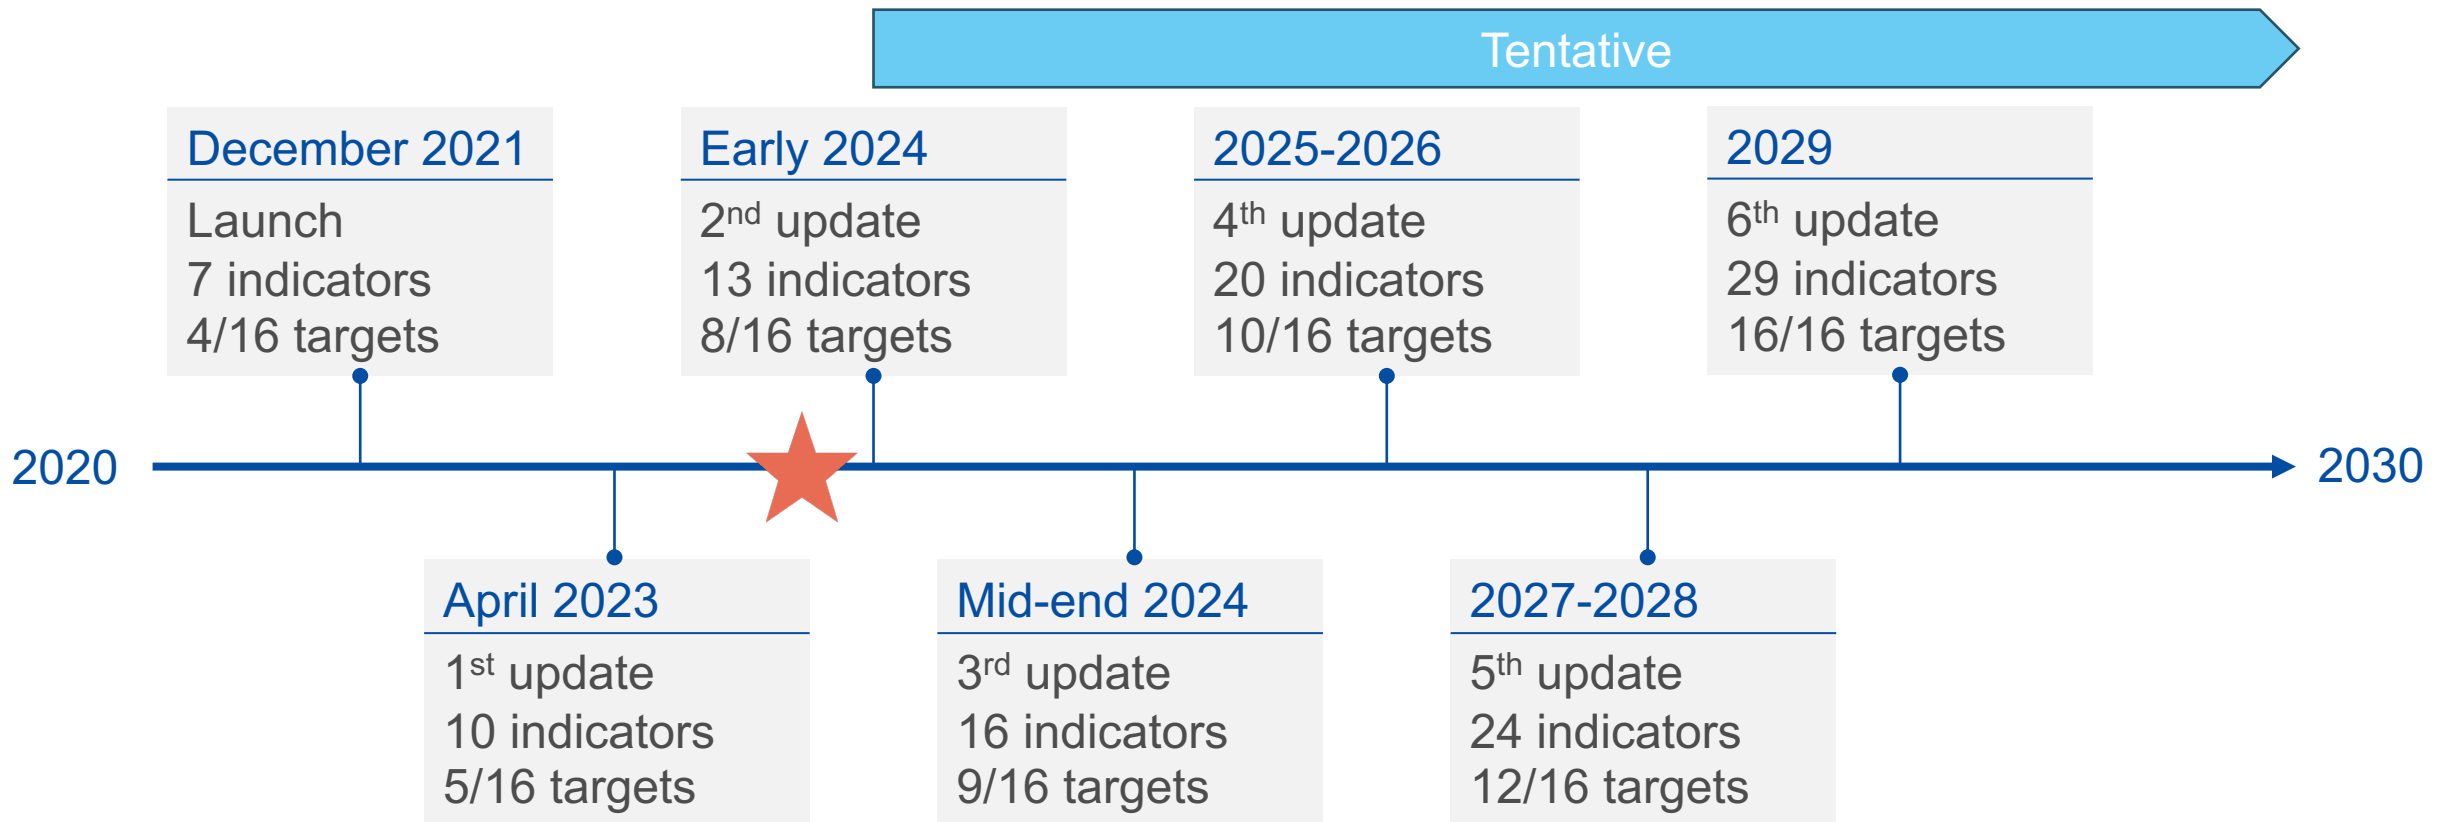 Tentative
December 2021
Launch
7 indicators
4/16 targets
Early 2024
2nd update
13 indicators
8/16 targets
2025-2026
4th update
20 indicators
10/16 targets
2029
6th update
29 indicators
16/16 targets
2020
2030
April 2023
1st update
10 indicators
5/16 targets
Mid-end 2024
3rd update
16 indicators
9/16 targets
2027-2028
5th update
24 indicators
12/16 targets